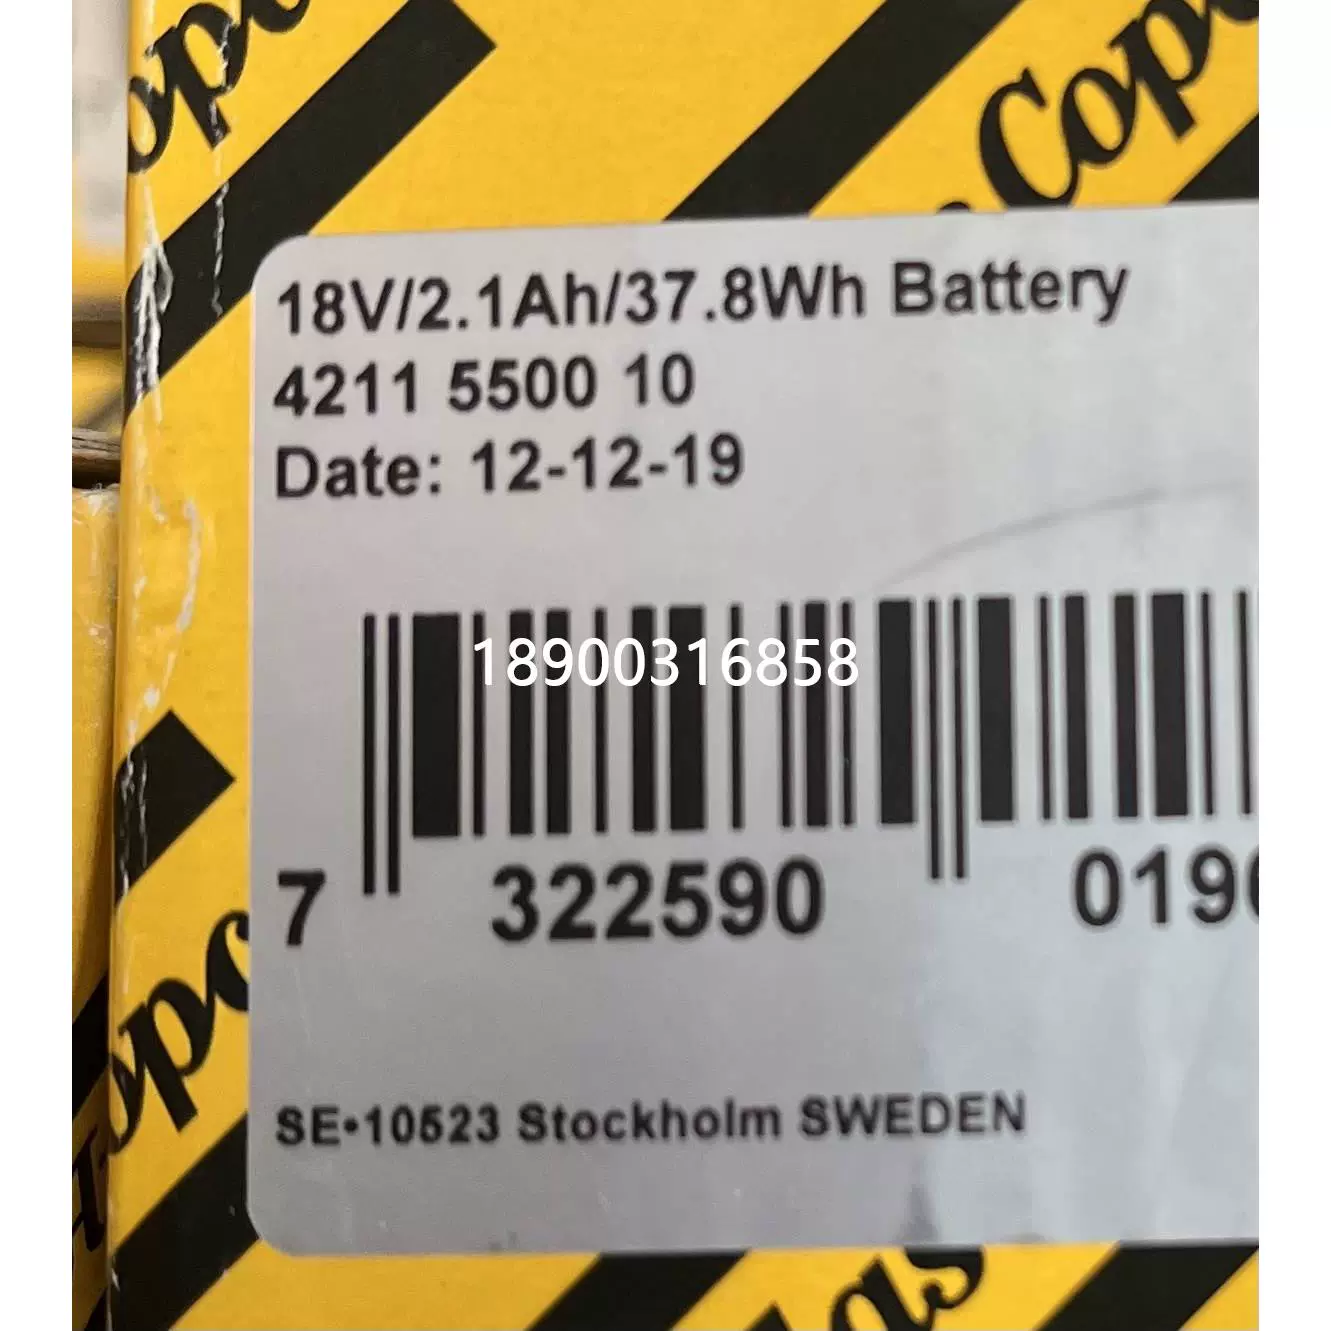 Copc
18V/2.1Ah/37.8Wh Battery
4211 5500 10
Date: 12-12-19
18900316858
7 322590 019
SE•10523 Stockholm SWEDEN